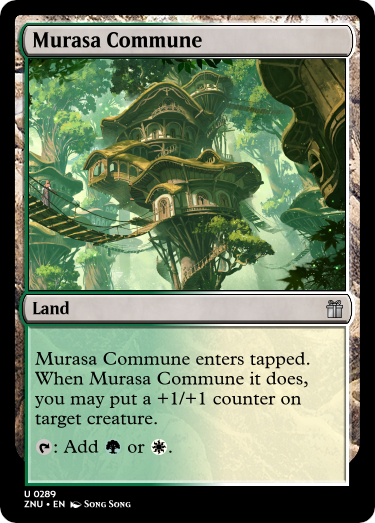 Murasa Commune
Land
Murasa Commune enters tapped.
When Murasa Commune it does,
you may put a +1/+1 counter on
target creature.
: Add or .
U 0289
ZNU • EN Song Song